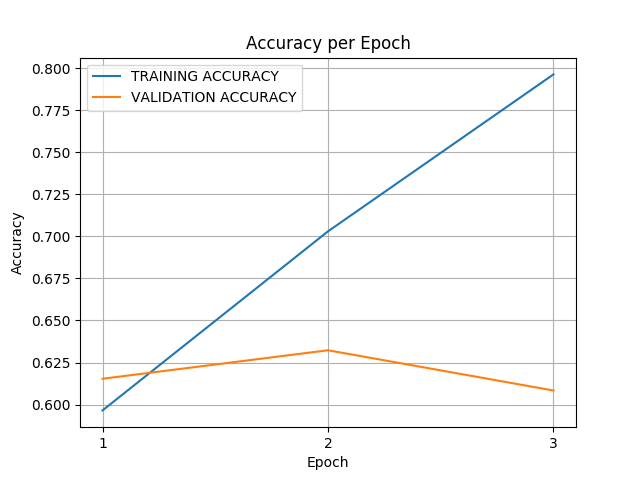 Accuracy per Epoch
TRAINING ACCURACY
VALIDATION ACCURACY
Accuracy
0.800
0.775
0.750
0.725
0.700
0.675
0.650
0.625
0.600
1 2 3
Epoch